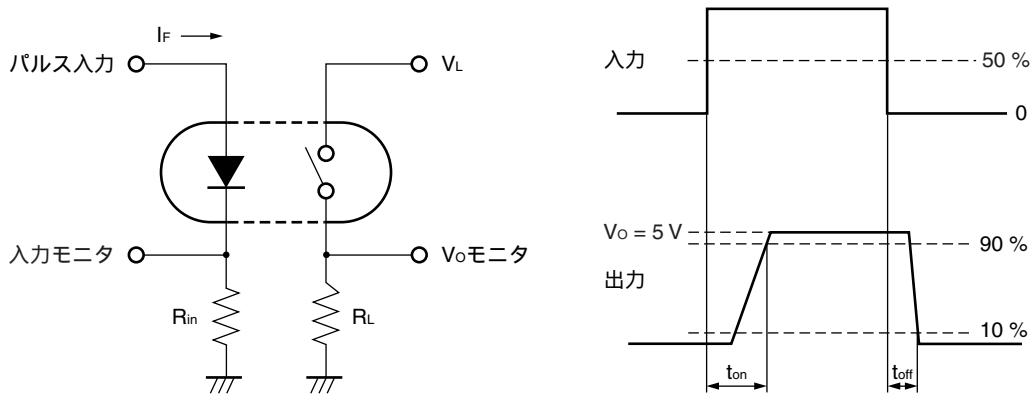 IF
パルス入力
VL
入力モニタ
VOモニタ
Rin
RL
入力
50 %
0
VO = 5 V
90 %
出力
10 %
ton
toff